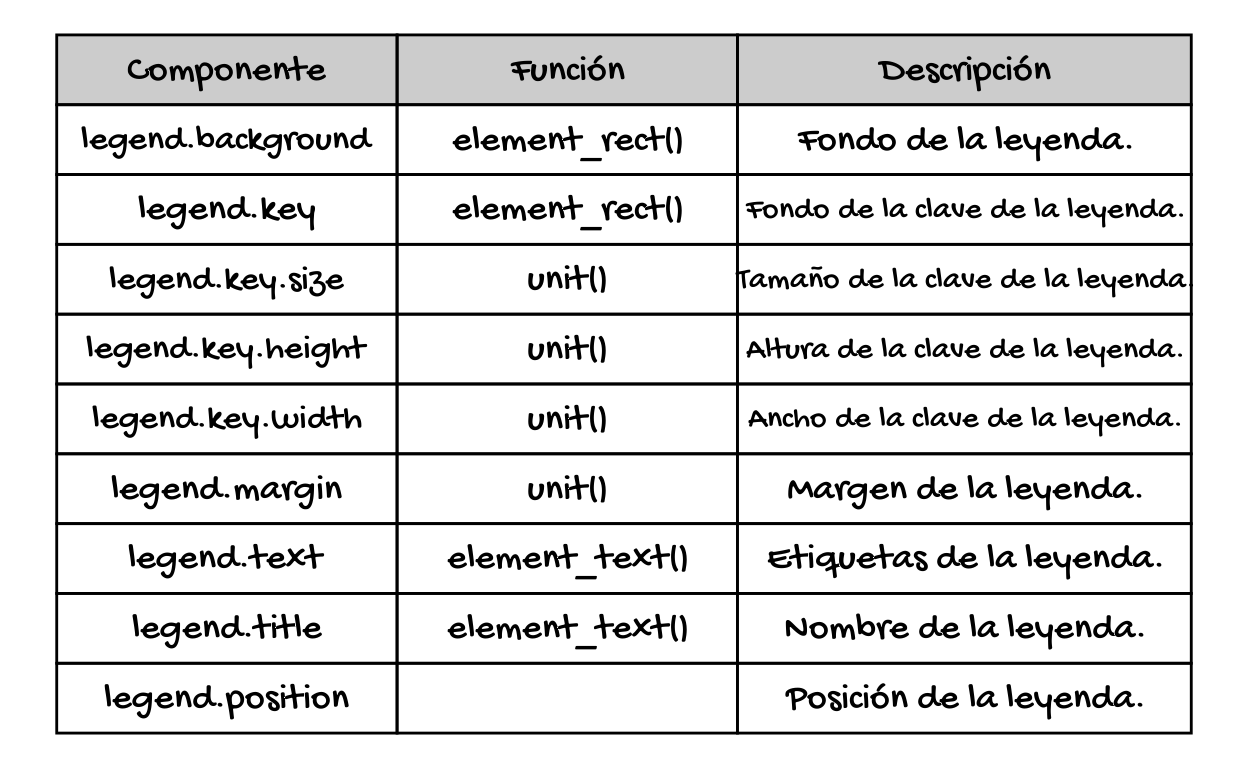 Componente Función Descripción
legend.background element_rect() Fondo de la leyenda.
legend.key element_rect() Fondo de la clave de la leyenda.
legend.key.size unit() Tamaño de la clave de la leyenda.
legend.key.height unit() Altura de la clave de la leyenda.
legend.key.width unit() Ancho de la clave de la leyenda.
legend.margin unit() Margen de la leyenda.
legend.text element_text() Etiquetas de la leyenda.
legend.title element_text() Nombre de la leyenda.
legend.position Posición de la leyenda.